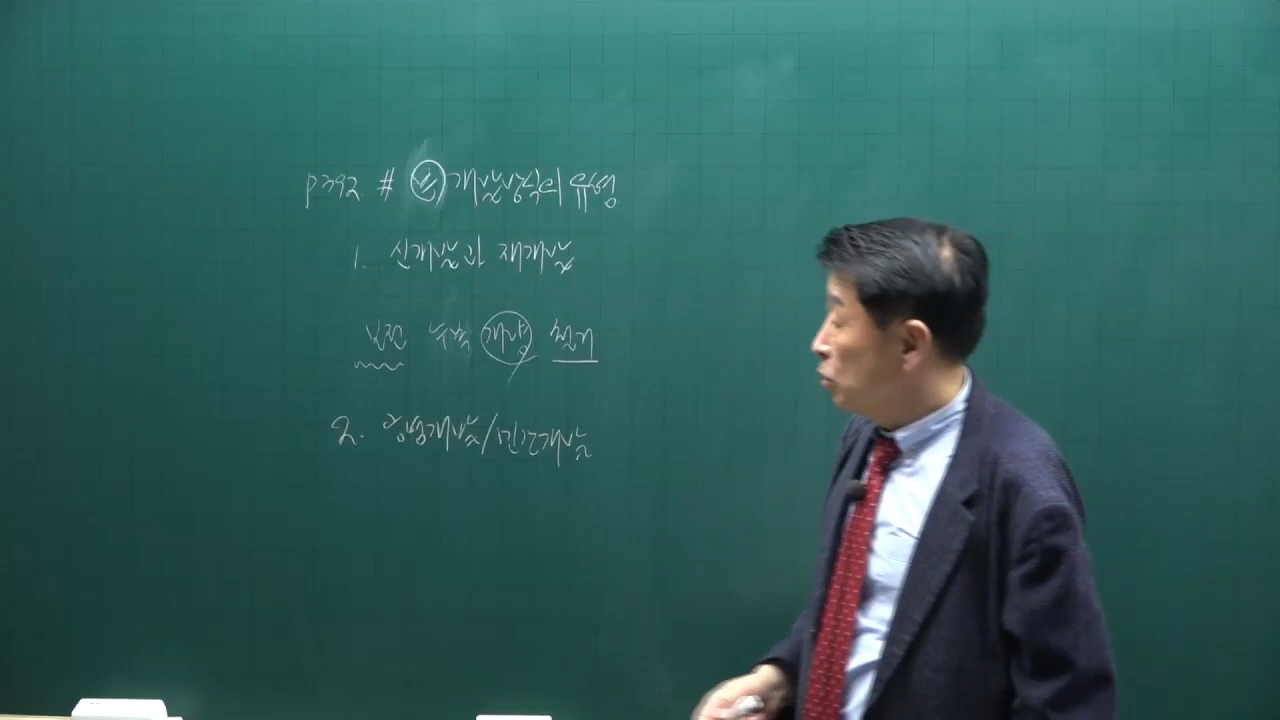 p392 # 개발방식의 유형
1. 신개발과 재개발
보전 수복 개량 철거
2. 공영개발/민간개발